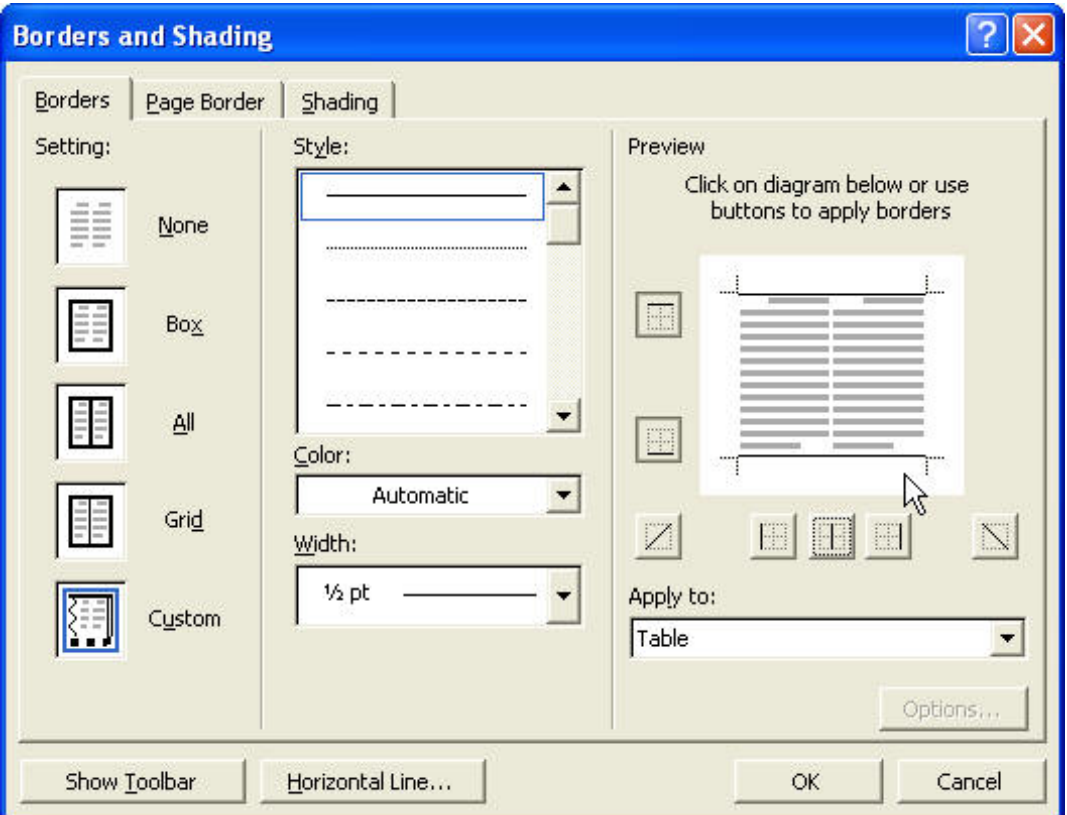 Borders and Shading
Borders
Page Border
Shading
Setting:
None
Box
All
Grid
Custom
Style:
Color:
Automatic
Width:
½ pt
Preview
Click on diagram below or use
buttons to apply borders
Apply to:
Table
Options...
Show Toolbar
Horizontal Line...
OK
Cancel